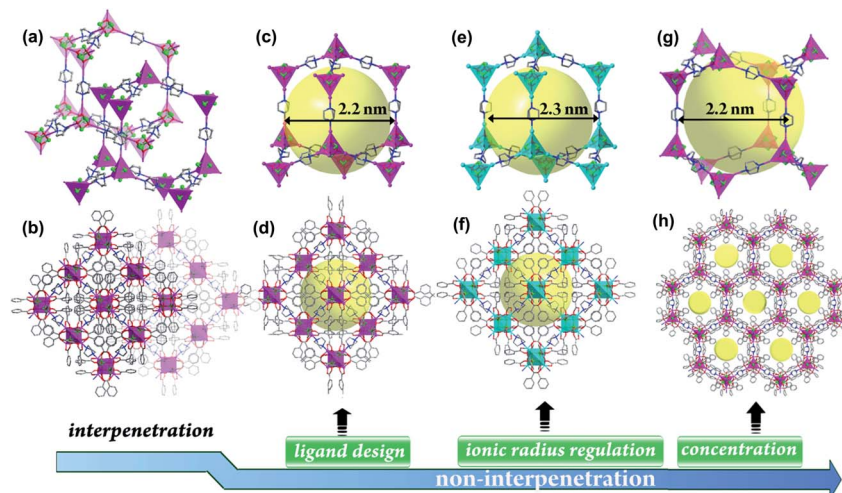 (a) (c) (e) (g)
2.2 nm 2.3 nm 2.2 nm
(b) (d) (f) (h)
interpenetration
ligand design ionic radius regulation concentration
non-interpenetration